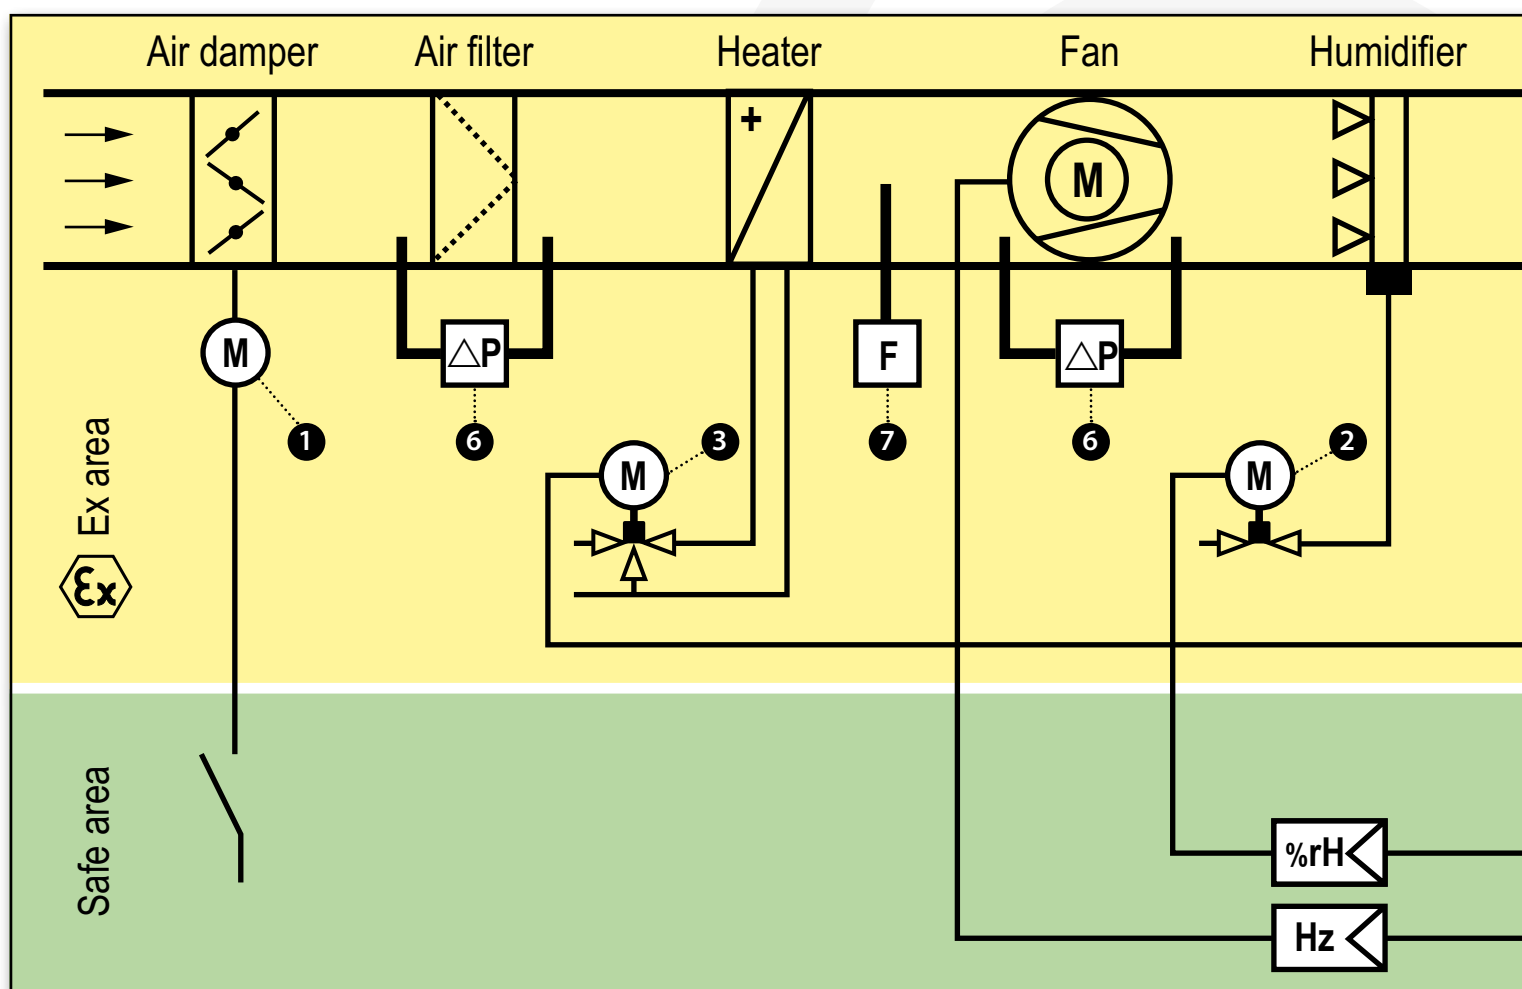 Air damper
Air filter
Heater
Fan
Humidifier
+
M
M
△P
F
△P
1
6
3
7
6
2
M
M
Ex area
Ex
Safe area
%rH
Hz